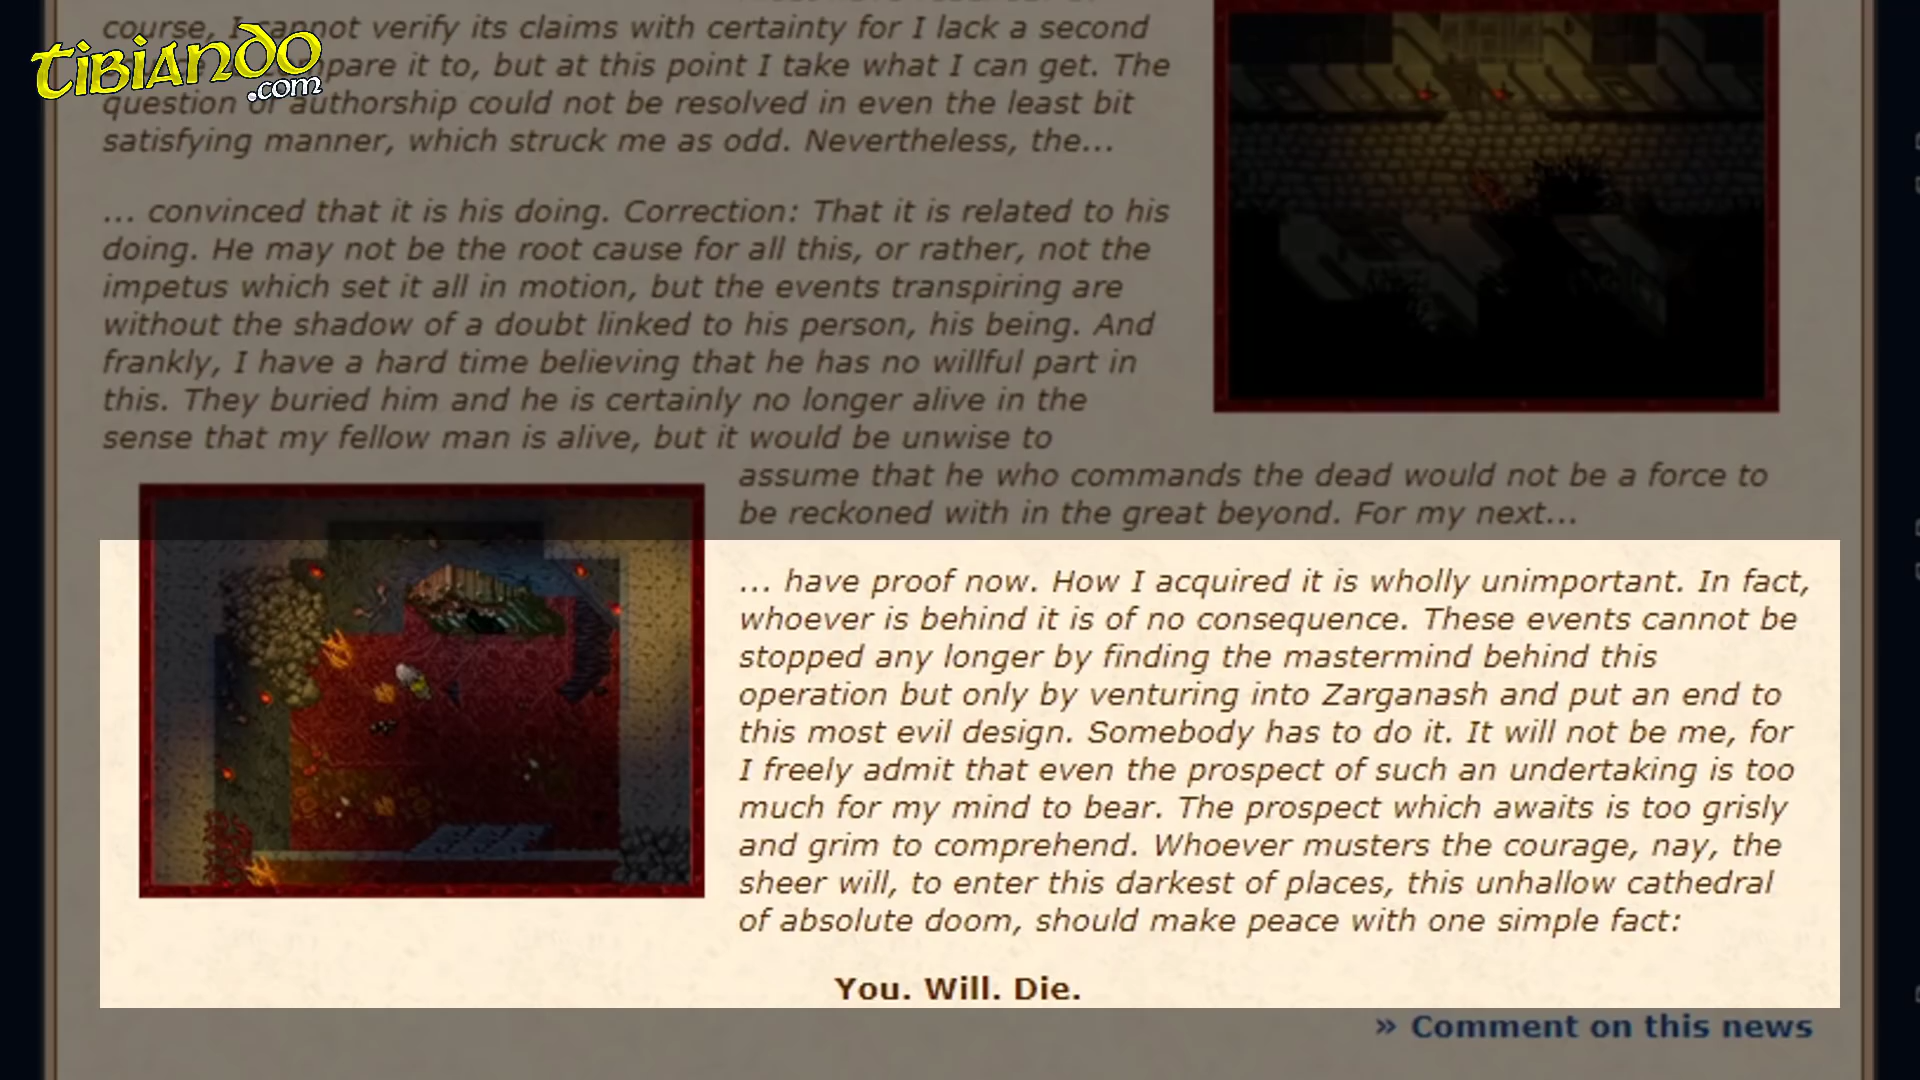 course, I cannot verify its claims with certainty for I lack a second
TIBIANDO
.com
pare it to, but at this point I take what I can get. The
question of authorship could not be resolved in even the least bit
satisfying manner, which struck me as odd. Nevertheless, the...
... convinced that it is his doing. Correction: That it is related to his
doing. He may not be the root cause for all this, or rather, not the
impetus which set it all in motion, but the events transpiring are
without the shadow of a doubt linked to his person, his being. And
frankly, I have a hard time believing that he has no willful part in
this. They buried him and he is certainly no longer alive in the
sense that my fellow man is alive, but it would be unwise to
assume that he who commands the dead would not be a force to
be reckoned with in the great beyond. For my next...
... have proof now. How I acquired it is wholly unimportant. In fact,
whoever is behind it is of no consequence. These events cannot be
stopped any longer by finding the mastermind behind this
operation but only by venturing into Zarganash and put an end to
this most evil design. Somebody has to do it. It will not be me, for
I freely admit that even the prospect of such an undertaking is too
much for my mind to bear. The prospect which awaits is too grisly
and grim to comprehend. Whoever musters the courage, nay, the
sheer will, to enter this darkest of places, this unhallow cathedral
of absolute doom, should make peace with one simple fact:
You. Will. Die.
» Comment on this news